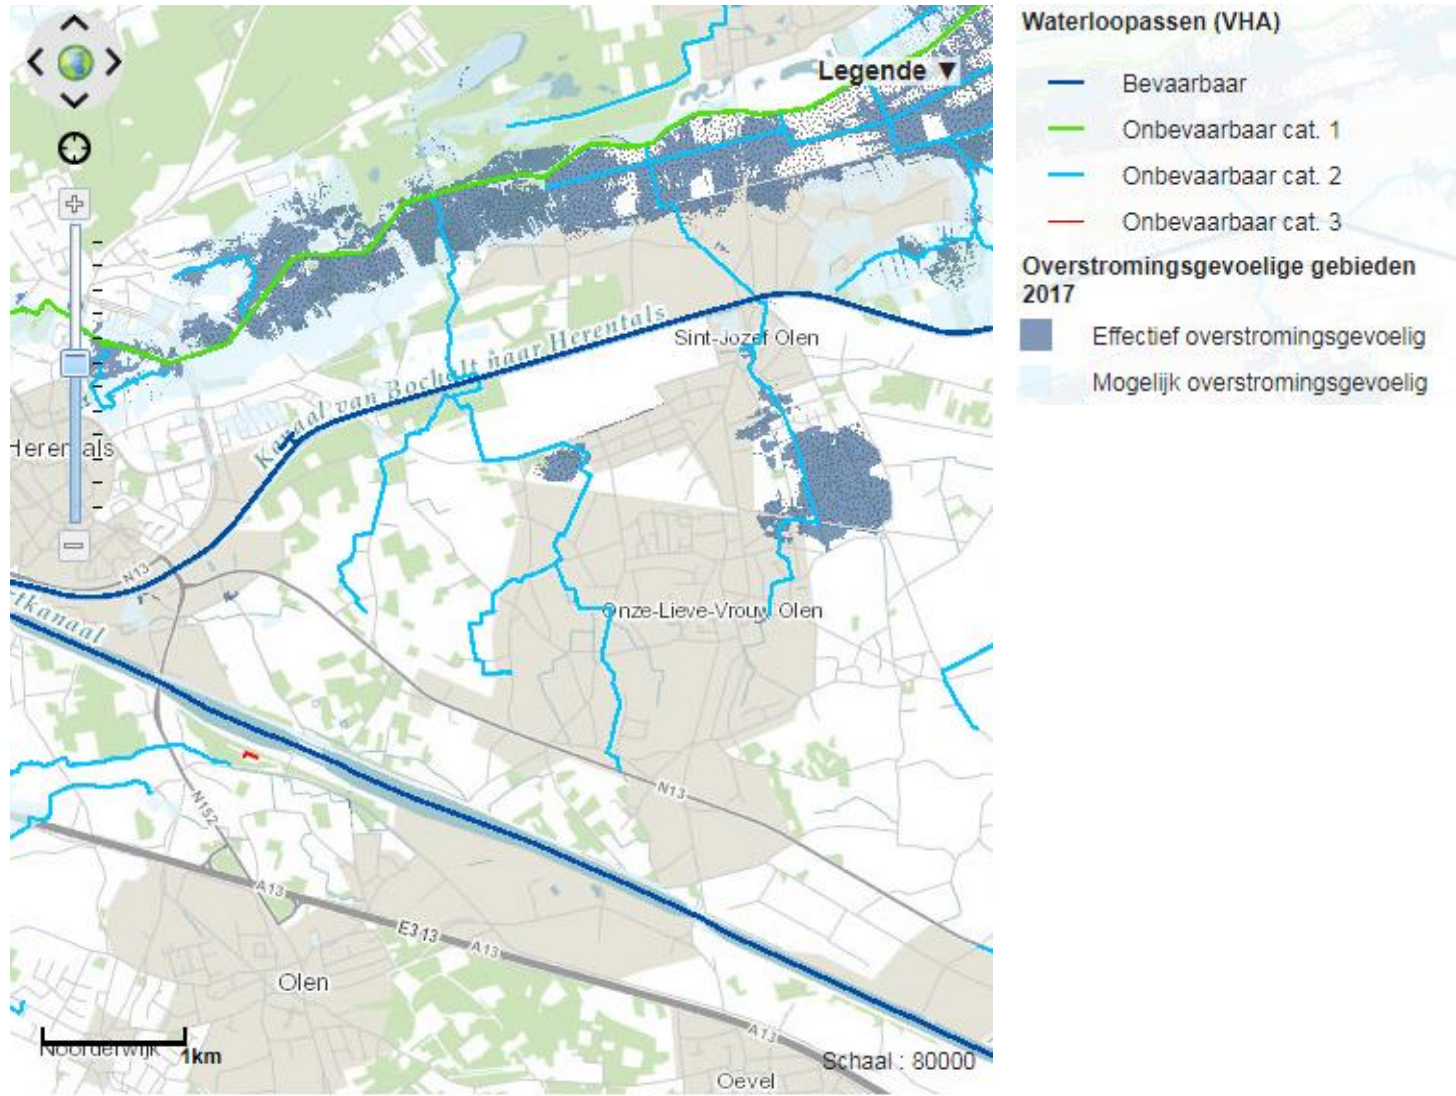 Waterloopassen (VHA)
Legende ▼
Bevaarbaar
Onbevaarbaar cat. 1
Onbevaarbaar cat. 2
Onbevaarbaar cat. 3
Overstromingsgevoelige gebieden
2017
Effectief overstromingsgevoelig
Mogelijk overstromingsgevoelig
Kanaal van Bocholt naar Herentals
Sint-Jozef Olen
Herentals
N13
rtkanaal
Onze-Lieve-Vrouw Olen
N13
N152
A13
E313
A13
Olen
A13
Noorderwijk
1km
Schaal : 80000
Oevel